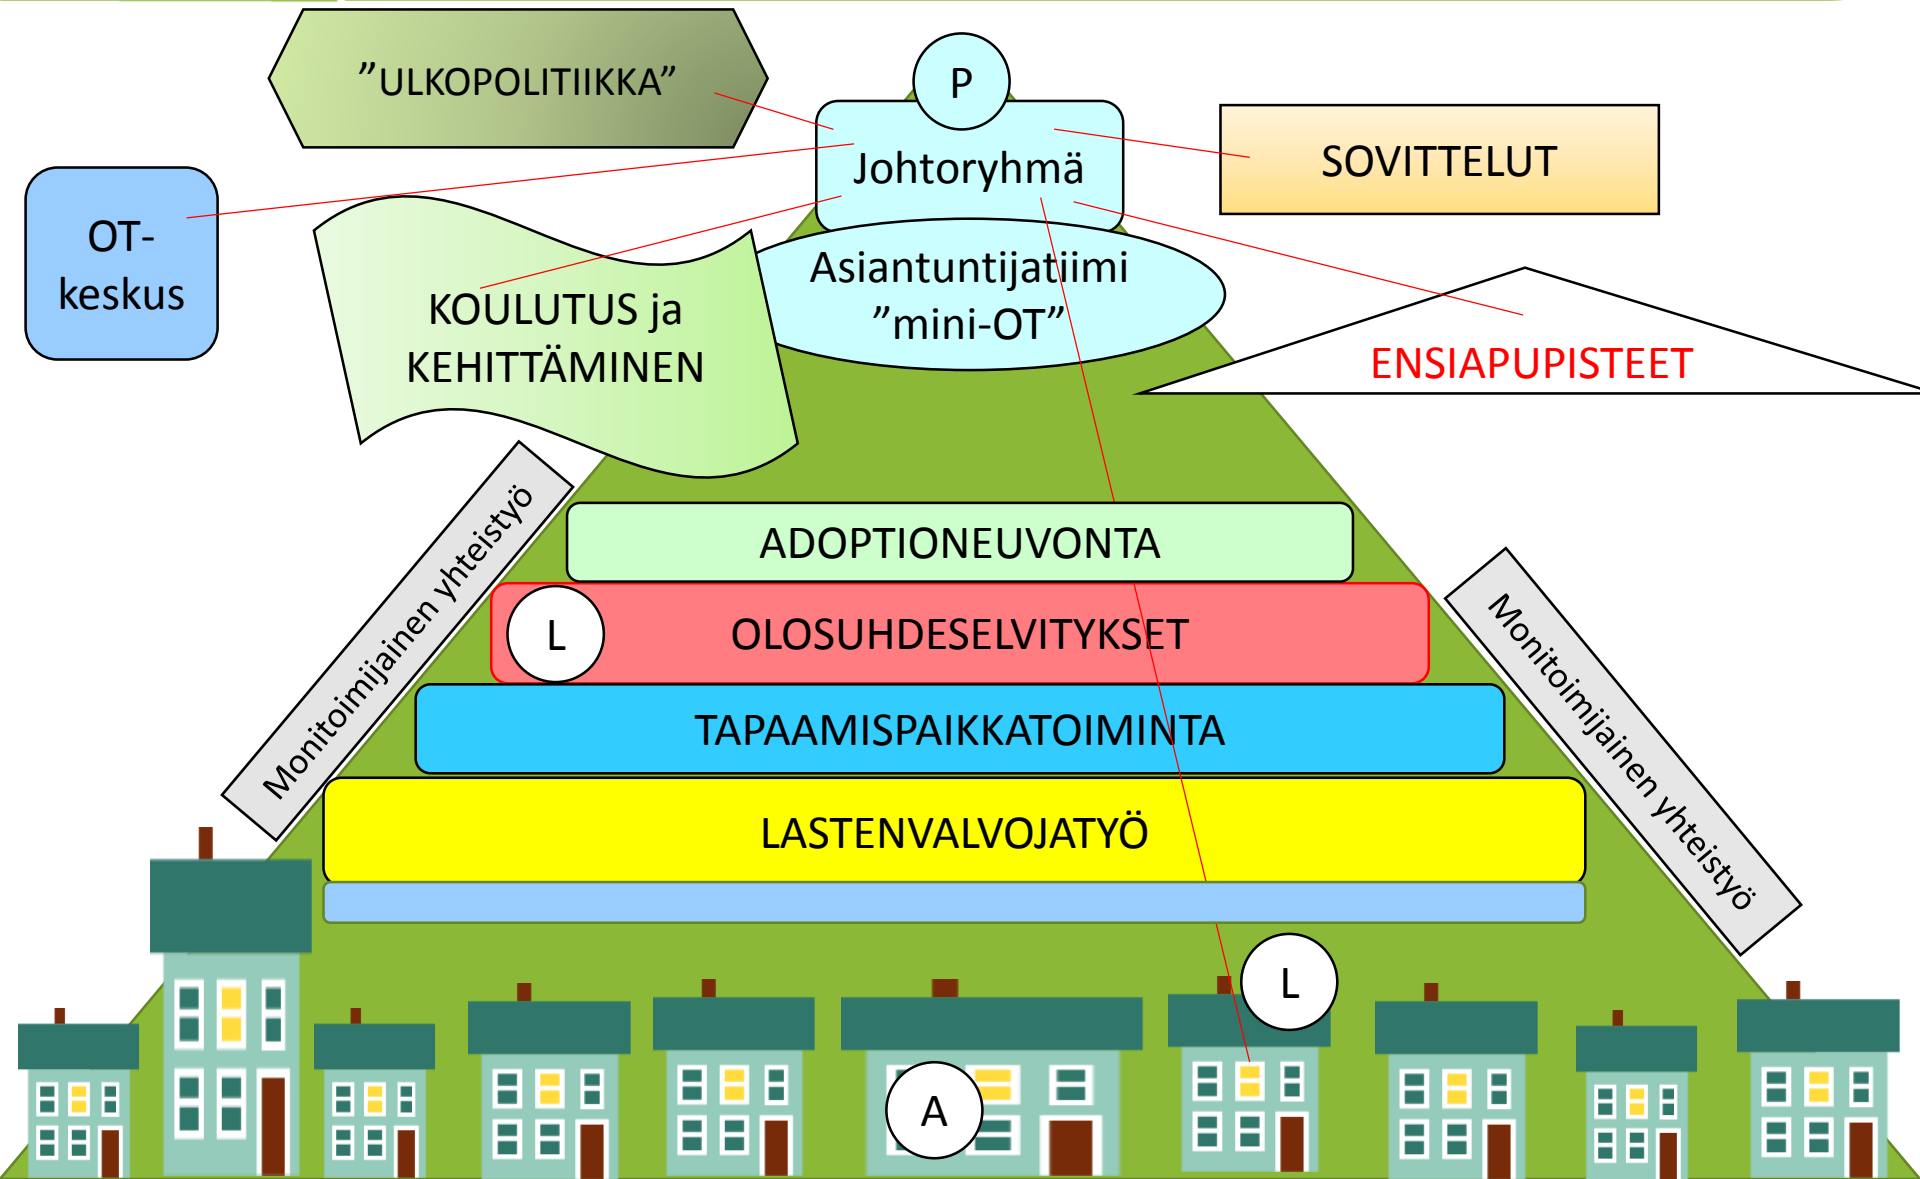 ”ULKOPOLITIIKKA”
P
Johtoryhmä
SOVITTELUT
OT-
keskus
Asiantuntijatiimi
”mini-OT”
KOULUTUS ja
KEHITTÄMINEN
ENSIAPUPISTEET
Monitoimijainen yhteistyö
ADOPTIONEUVONTA
L
OLOSUHDESELVITYKSET
Monitoimijainen yhteistyö
TAPAAMISPAIKKATOIMINTA
LASTENVALVOJATYÖ
L
A